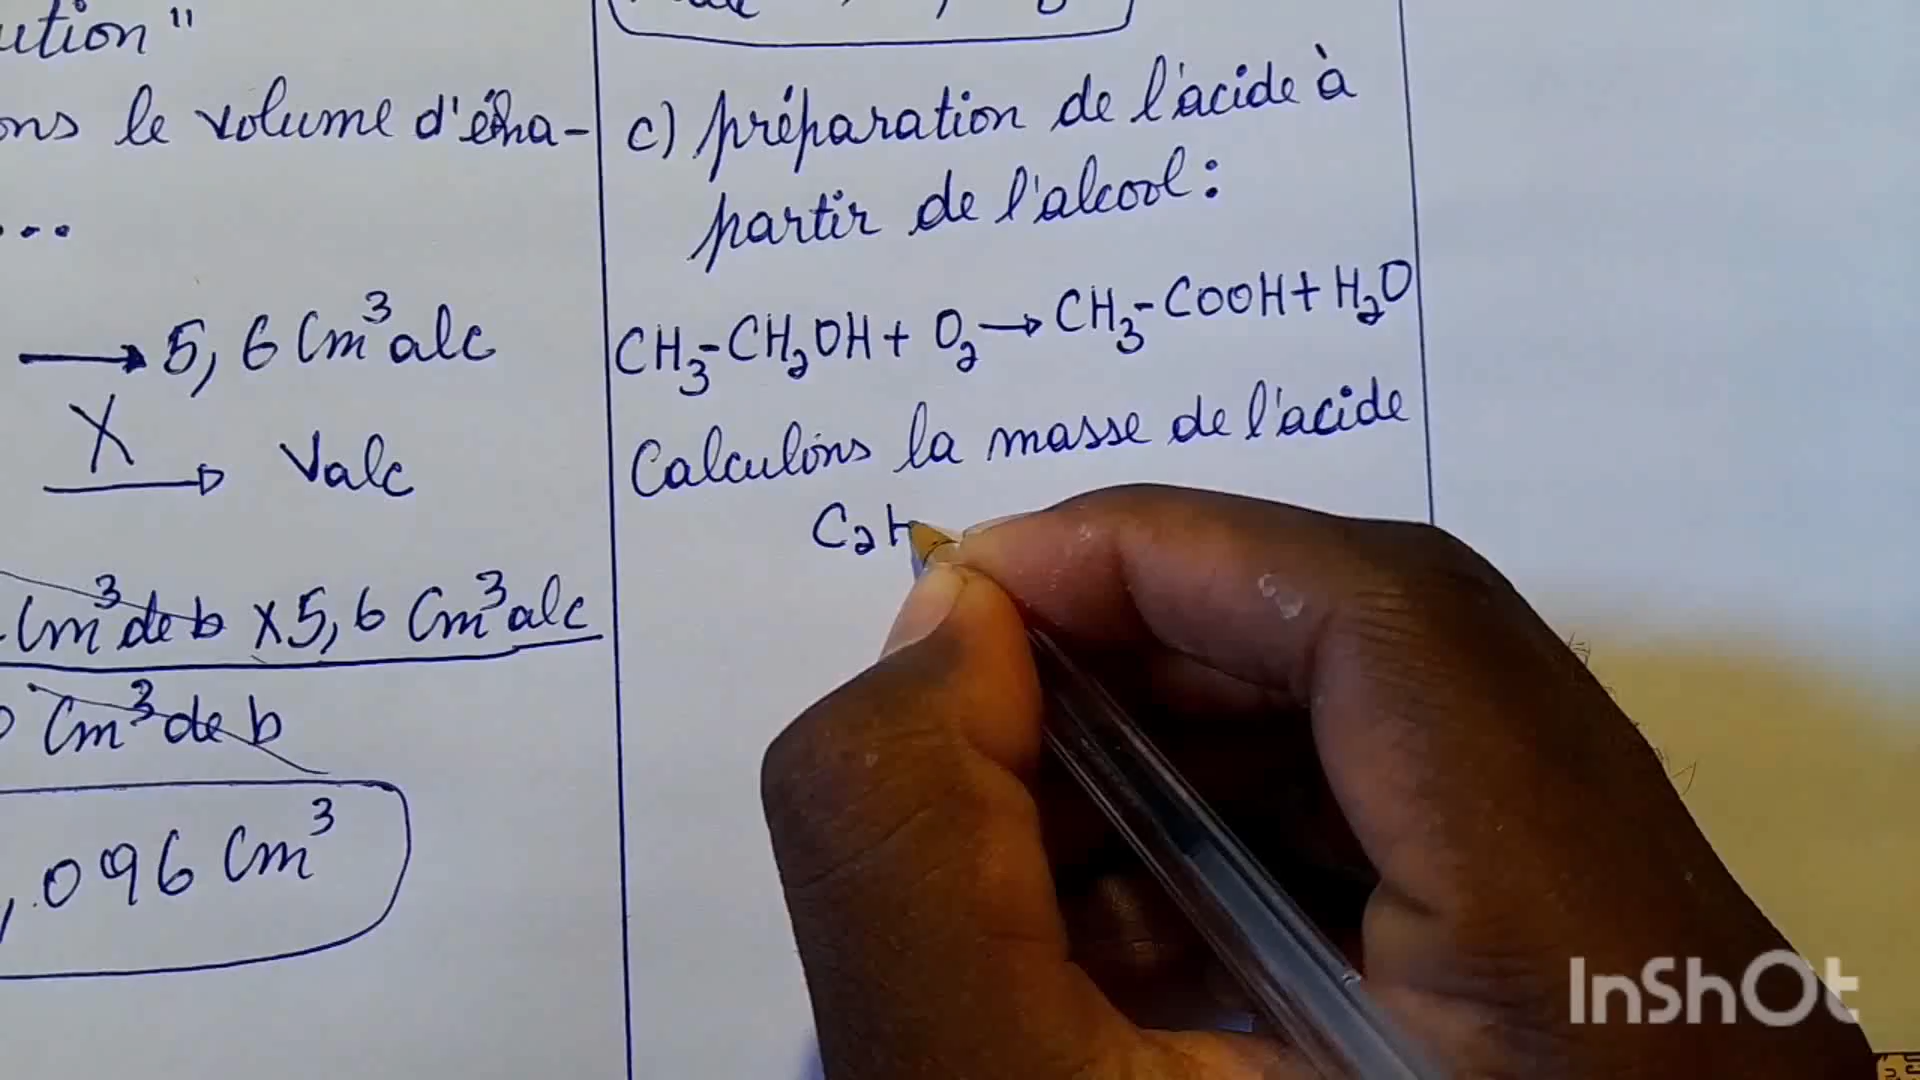 ution"
ons le volume d'étha-
...
→ 5,6 Cm³ alc
X
→ Valc
Cm³ de b x 5,6 Cm³ alc
Cm³ de b
,096 Cm³
c) préparation de l'acide à
partir de l'alcool :
CH₃-CH₂OH + O₂ → CH₃-COOH + H₂O
Calculons la masse de l'acide
C₂H
InShOt